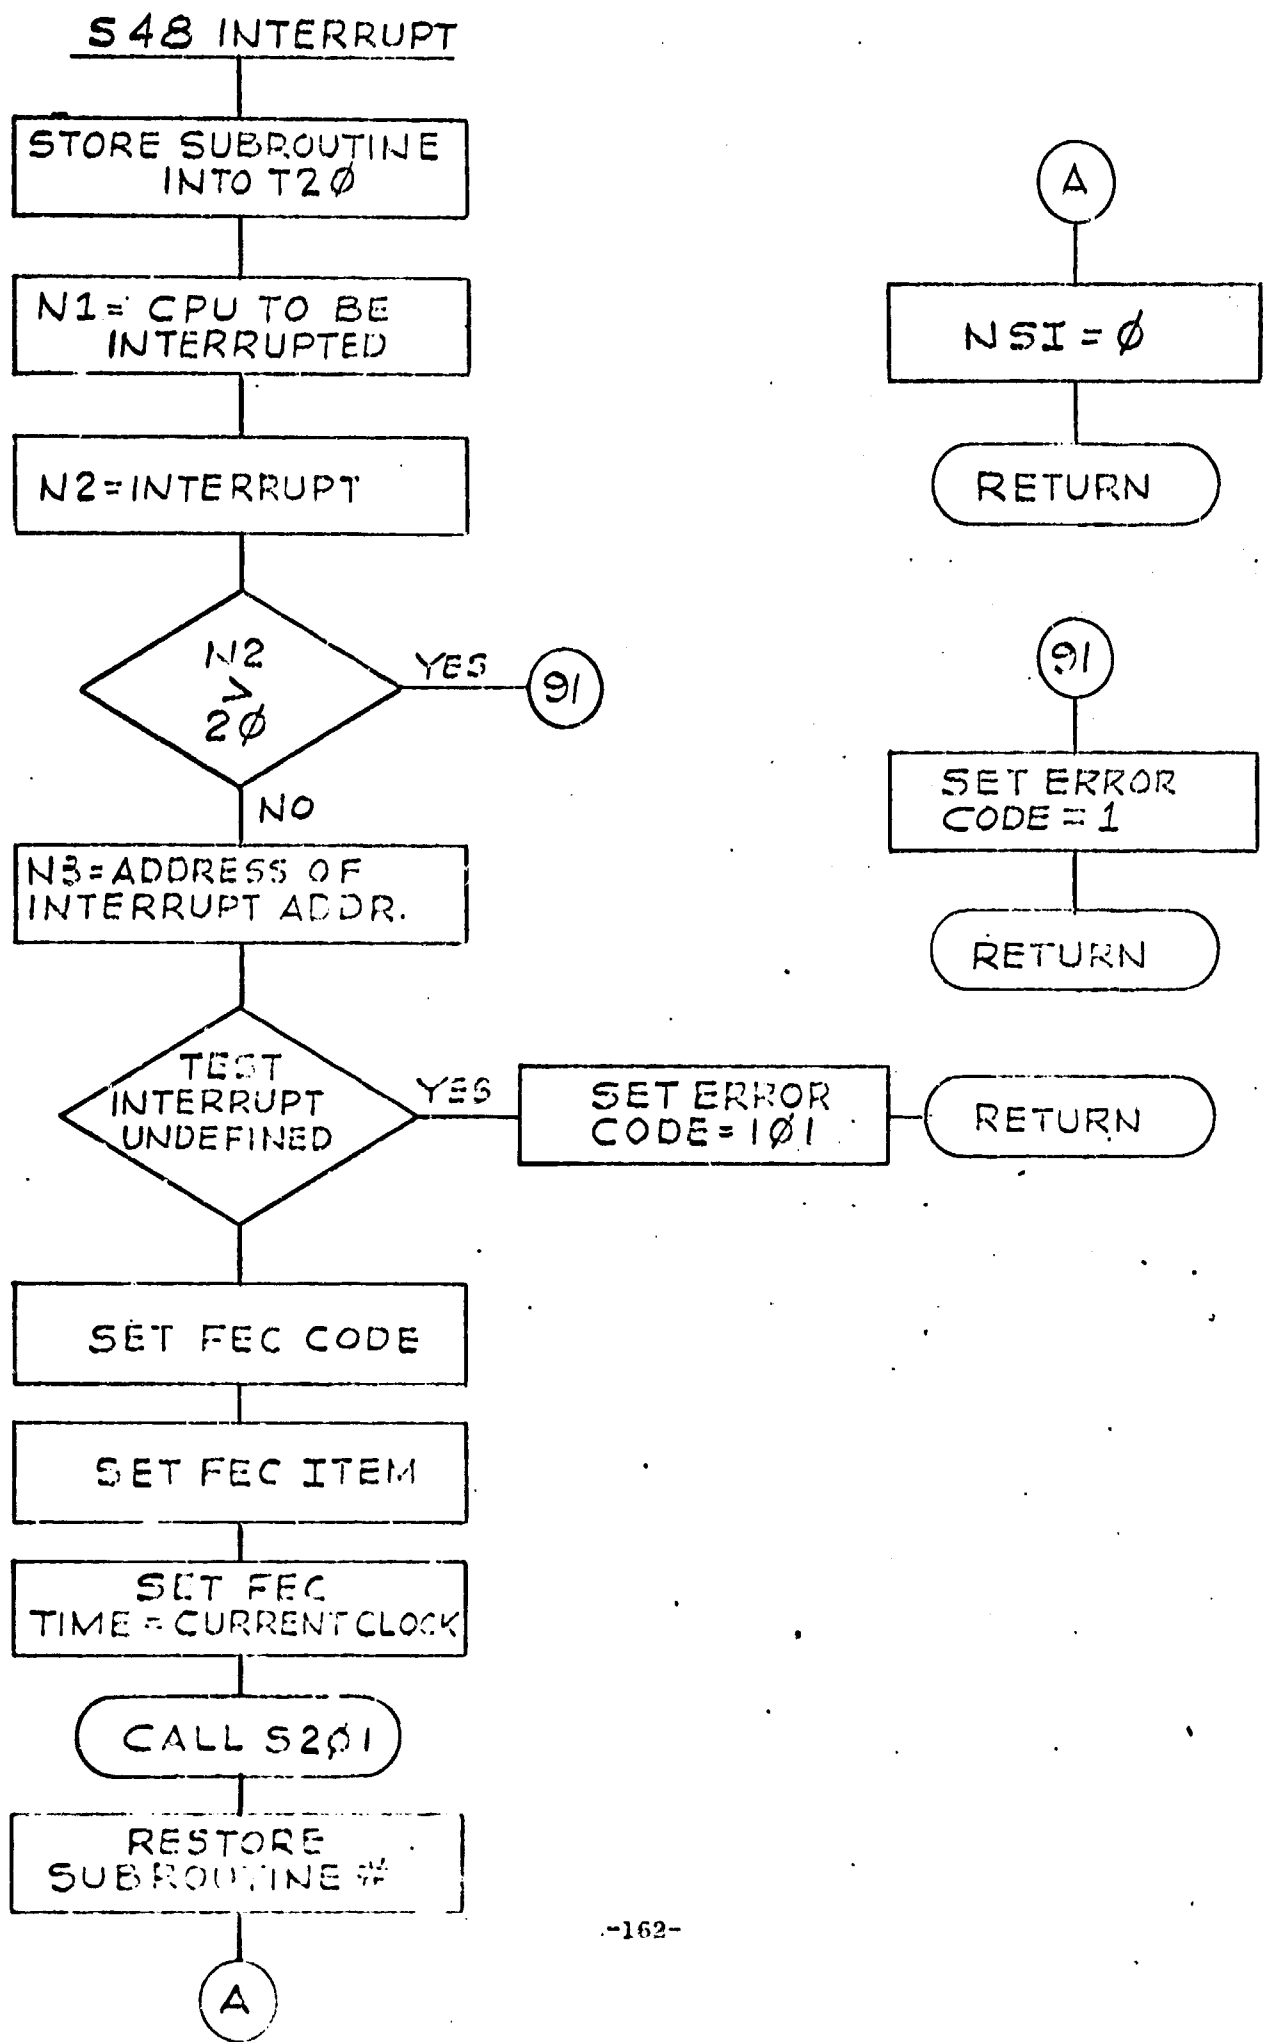 S48 INTERRUPT
STORE SUBROUTINE
INTO T2Ø
N1= CPU TO BE
INTERRUPTED
N2=INTERRUPT
N2
>
2Ø
YES
91
NO
N3=ADDRESS OF
INTERRUPT ADDR.
TEST
INTERRUPT
UNDEFINED
YES
SET ERROR
CODE=1Ø1
RETURN
SET FEC CODE
SET FEC ITEM
SET FEC
TIME=CURRENT CLOCK
CALL S2Ø1
RESTORE
SUBROUTINE #
A
A
NSI=Ø
RETURN
91
SET ERROR
CODE=1
RETURN
-162-